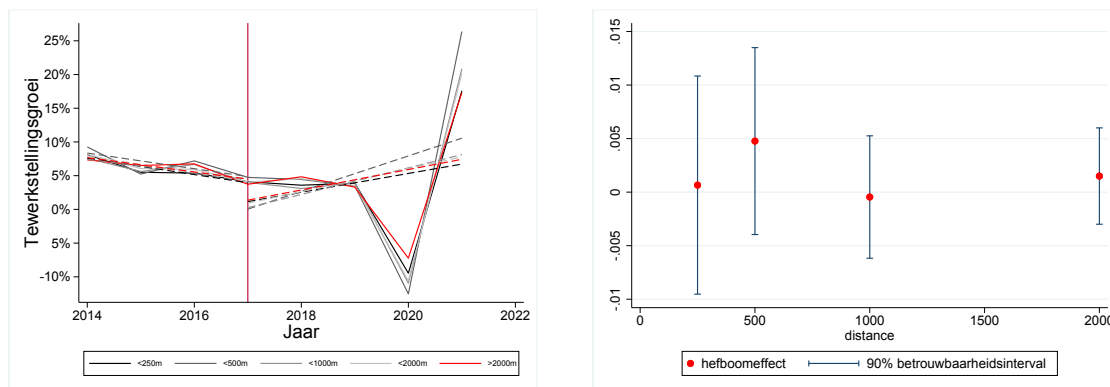 Tewerkstellingsgroei
25%
20%
15%
10%
5%
0%
5%
-10%
2014 2016 2018 2020 2022
Jaar
<250m <500m <1000m <2000m >2000m
.015
.01
.005
0
-.005
-.01
0 500 1000 1500 2000
distance
hefboomeffect 90% betrouwbaarheidsinterval